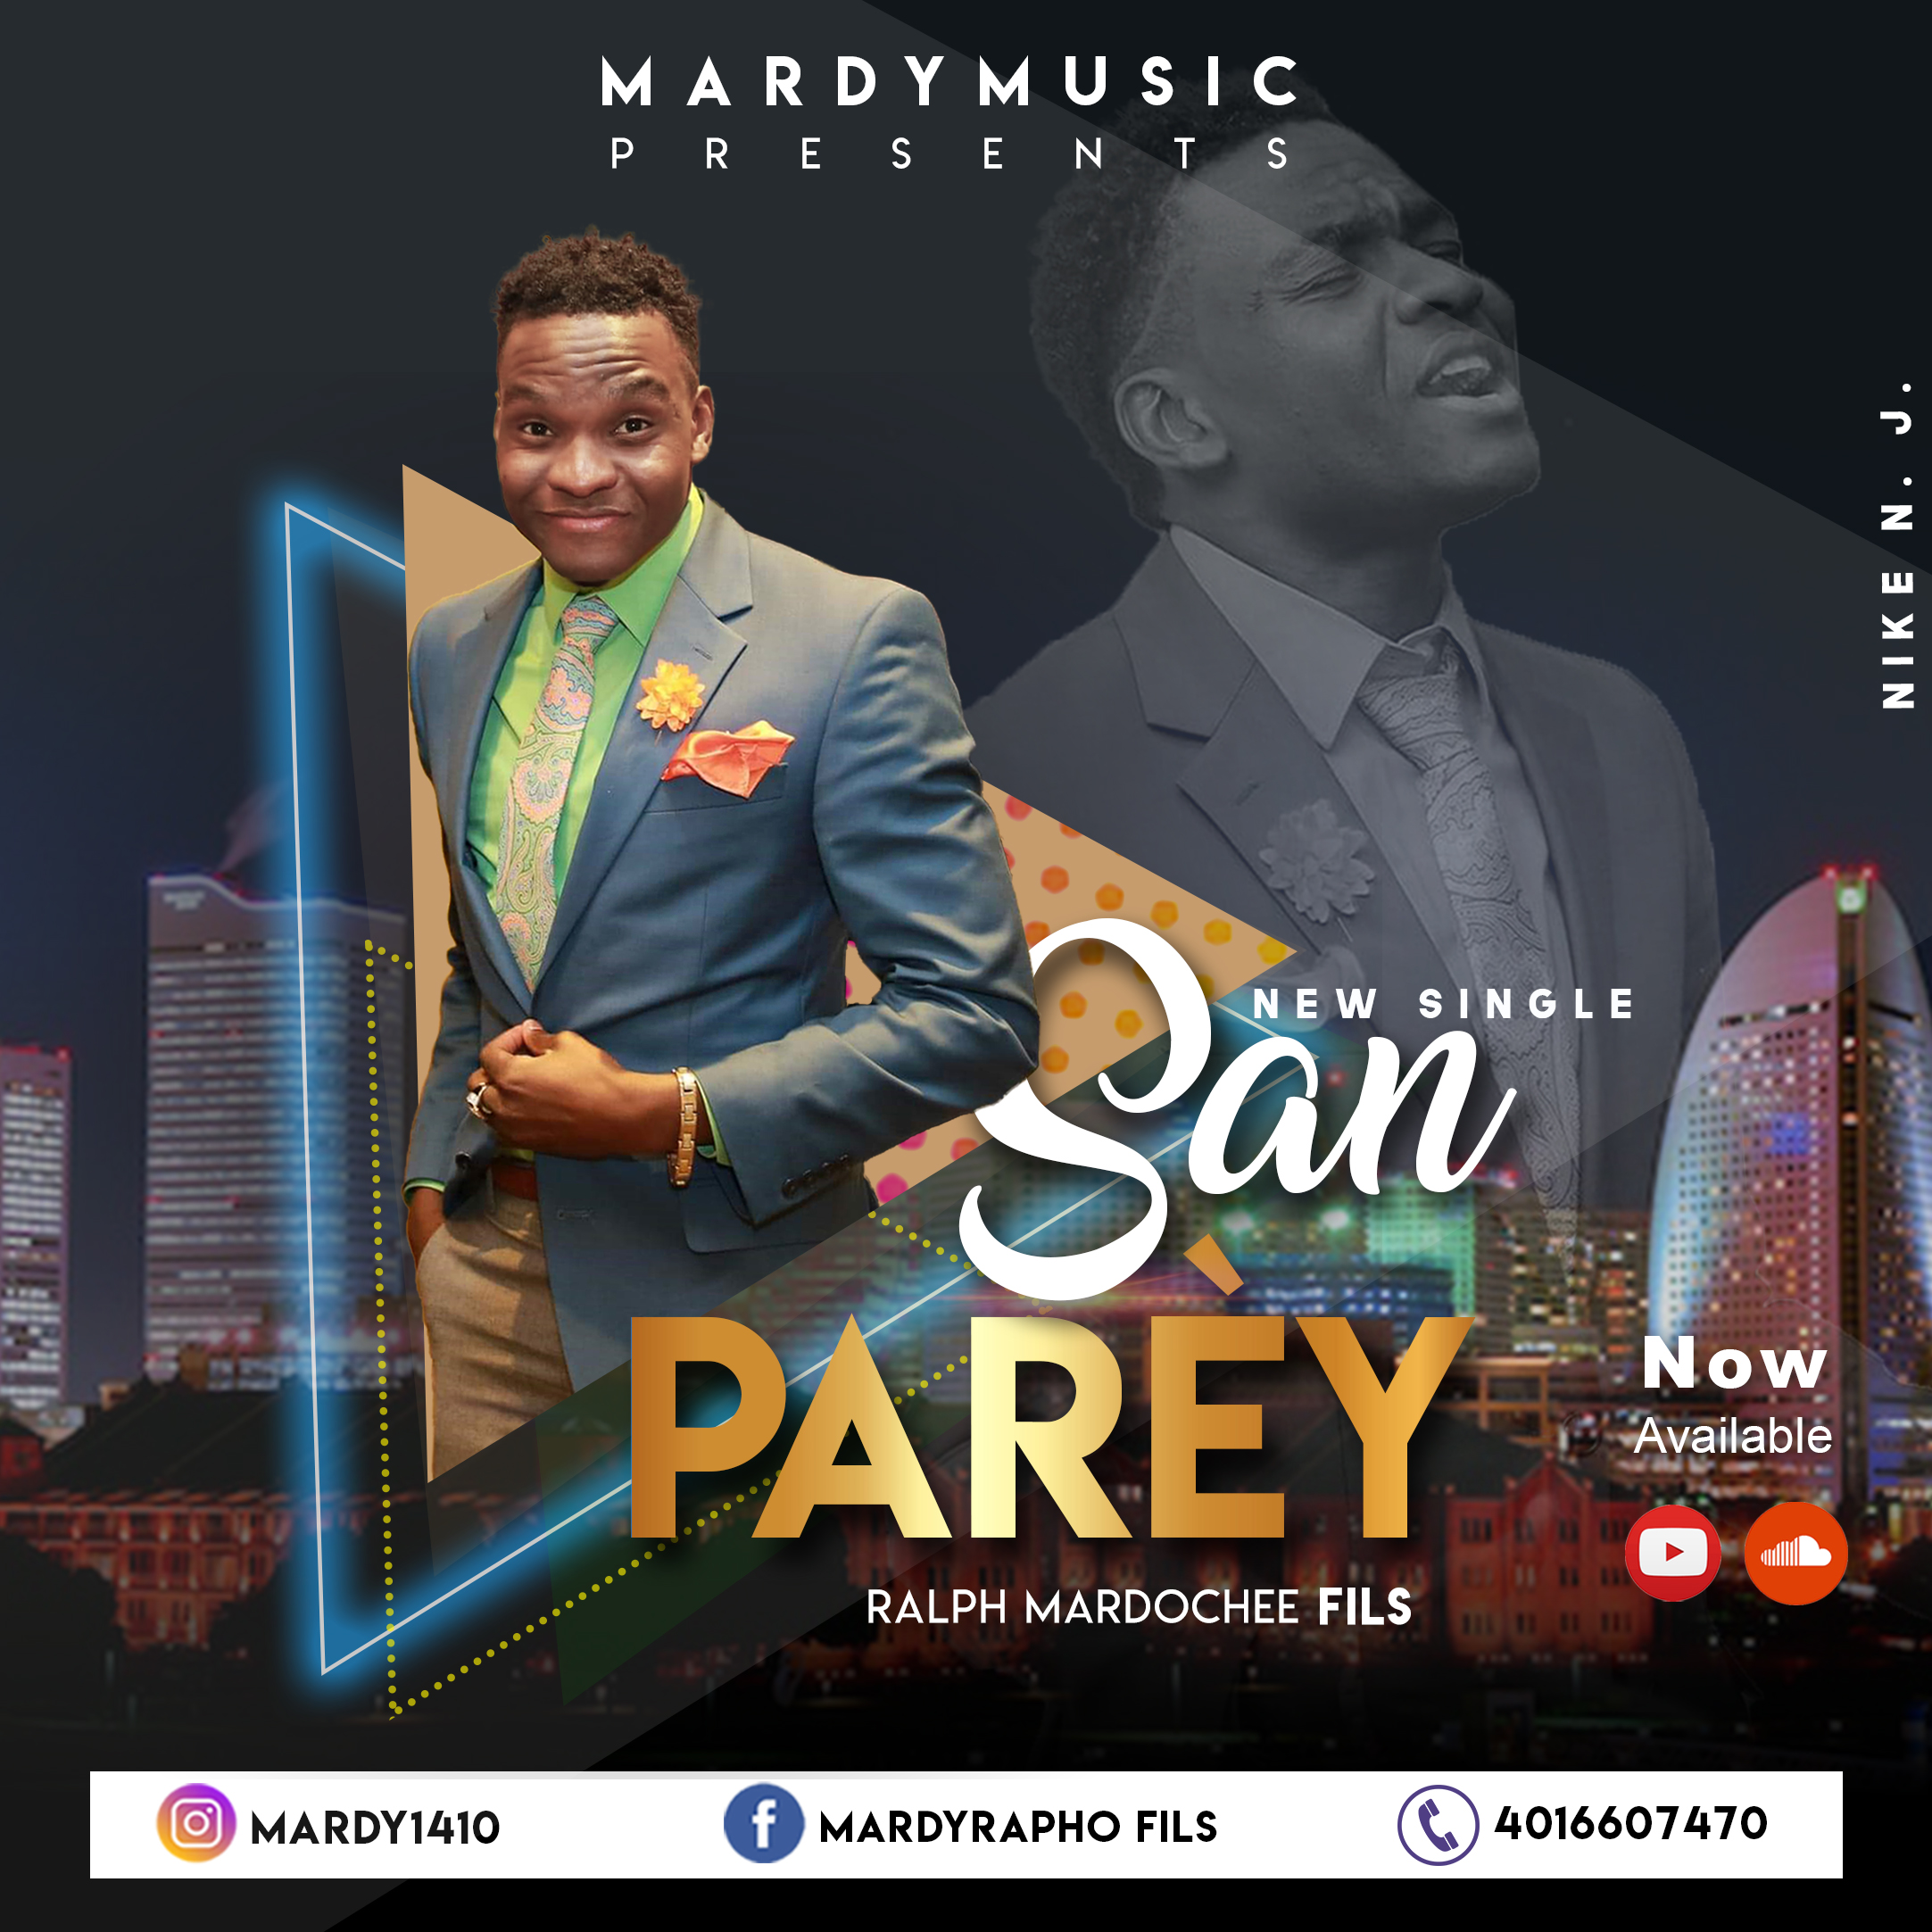 MARDYMUSIC
PRESENTS
NIKE N. J.
NEW SINGLE
San
PARÈY
RALPH MARDOCHEE FILS
Now
Available
MARDY1410
MARDYRAPHO FILS
4016607470